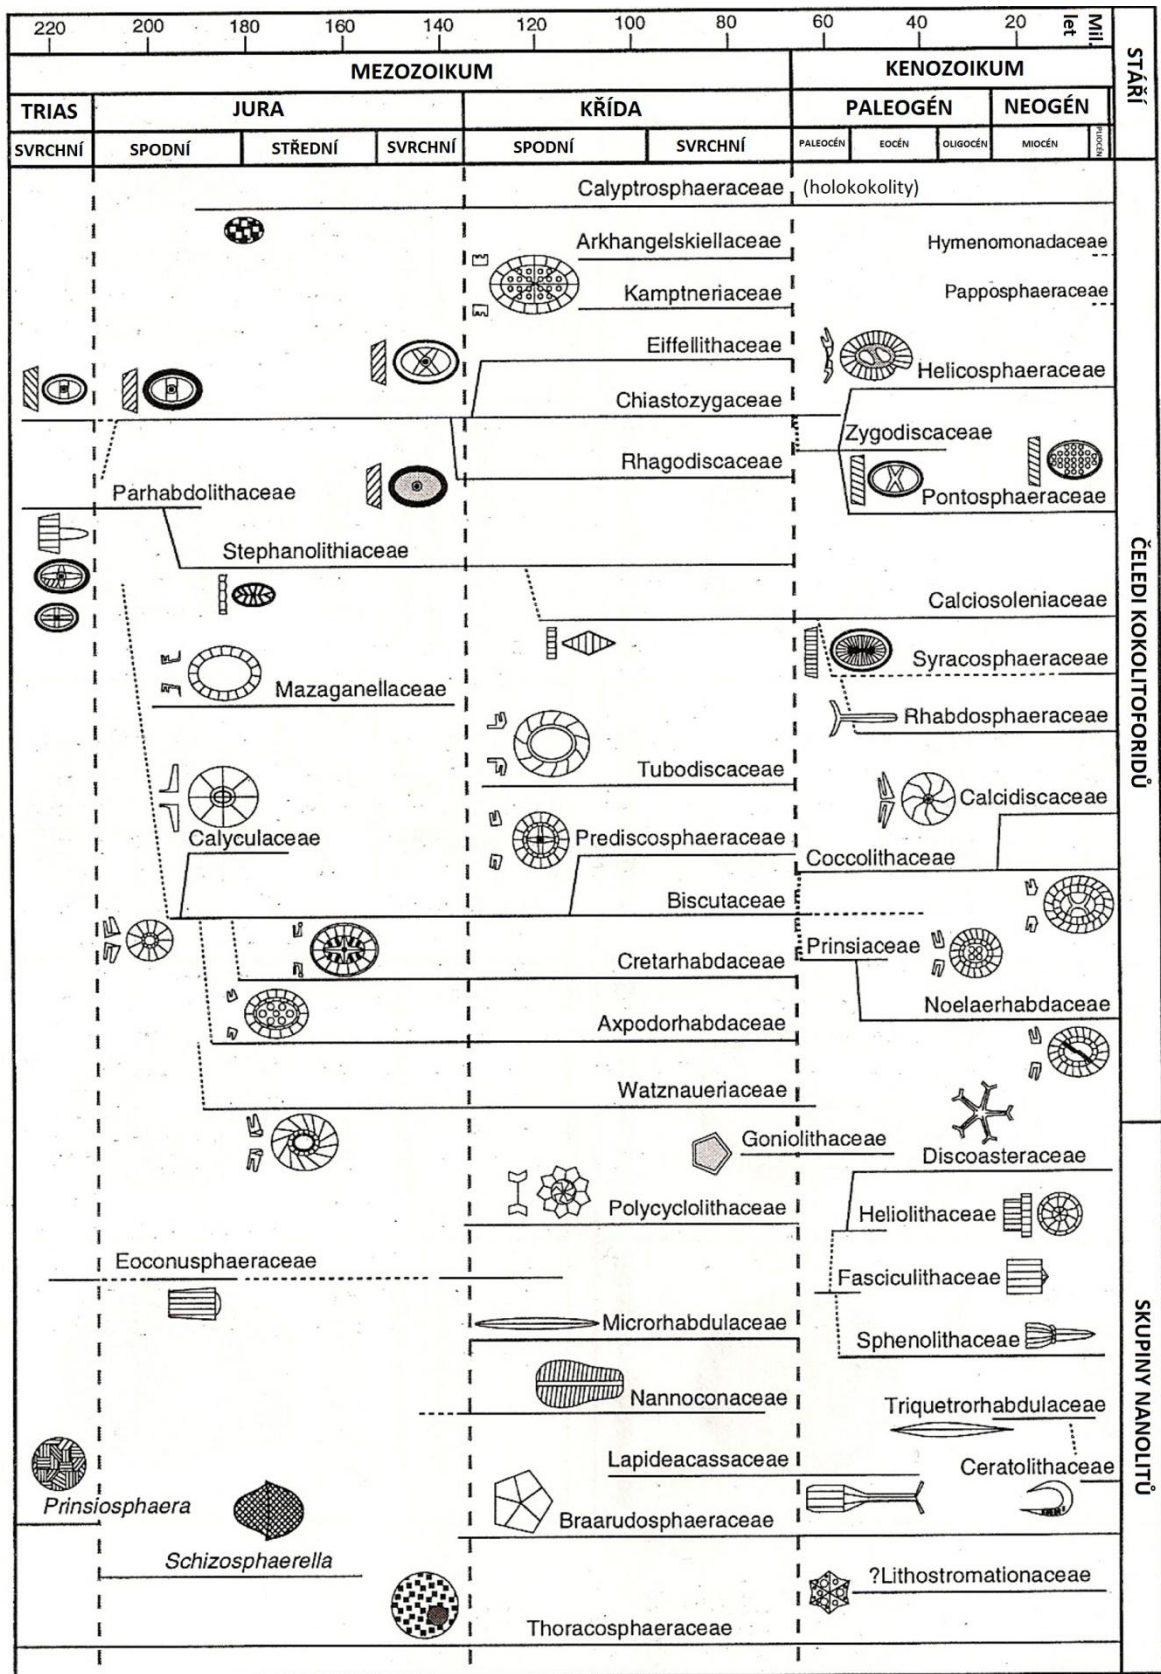 220 200 180 160 140 120 100 80 60 40 20 Mil. let
STÁŘÍ
MEZOZOIKUM KENOZOIKUM
TRIAS JURA KŘÍDA PALEOGÉN NEOGÉN
SVRCHNÍ SPODNÍ STŘEDNÍ SVRCHNÍ SPODNÍ SVRCHNÍ PALEOCÉN EOCÉN OLIGOCÉN MIOCÉN PLIOCÉN
Calyptrosphaeraceae (holokokolity)
Arkhangelskiellaceae Hymenomonadaceae
Kamptneriaceae Papposphaeraceae
Eiffellithaceae
Helicosphaeraceae
Chiastozygaceae
Zygodiscaceae
Rhagodiscaceae
Parhabdolithaceae Pontosphaeraceae
Stephanolithiaceae
ČELEDI KOKOLITOFORIDŮ
Calciosoleniaceae
Syracosphaeraceae
Mazaganellaceae
Rhabdosphaeraceae
Tubodiscaceae
Calcidiscaceae
Calyculaceae Prediscosphaeraceae
Coccolithaceae
Biscutaceae
Prinsiaceae
Cretarhabdaceae
Noelaerhabdaceae
Axpodorhabdaceae
Watznaueriaceae
Goniolithaceae
Discoasteraceae
Polycyclolithaceae Heliolithaceae
Eoconusphaeraceae
Fasciculithaceae
Microrhabdulaceae
Sphenolithaceae
SKUPINY NANOLITŮ
Nannoconaceae
Triquetrorhabdulaceae
Lapideacassaceae
Ceratolithaceae
Prinsiosphaera
Braarudosphaeraceae
Schizosphaerella
?Lithostromationaceae
Thoracosphaeraceae